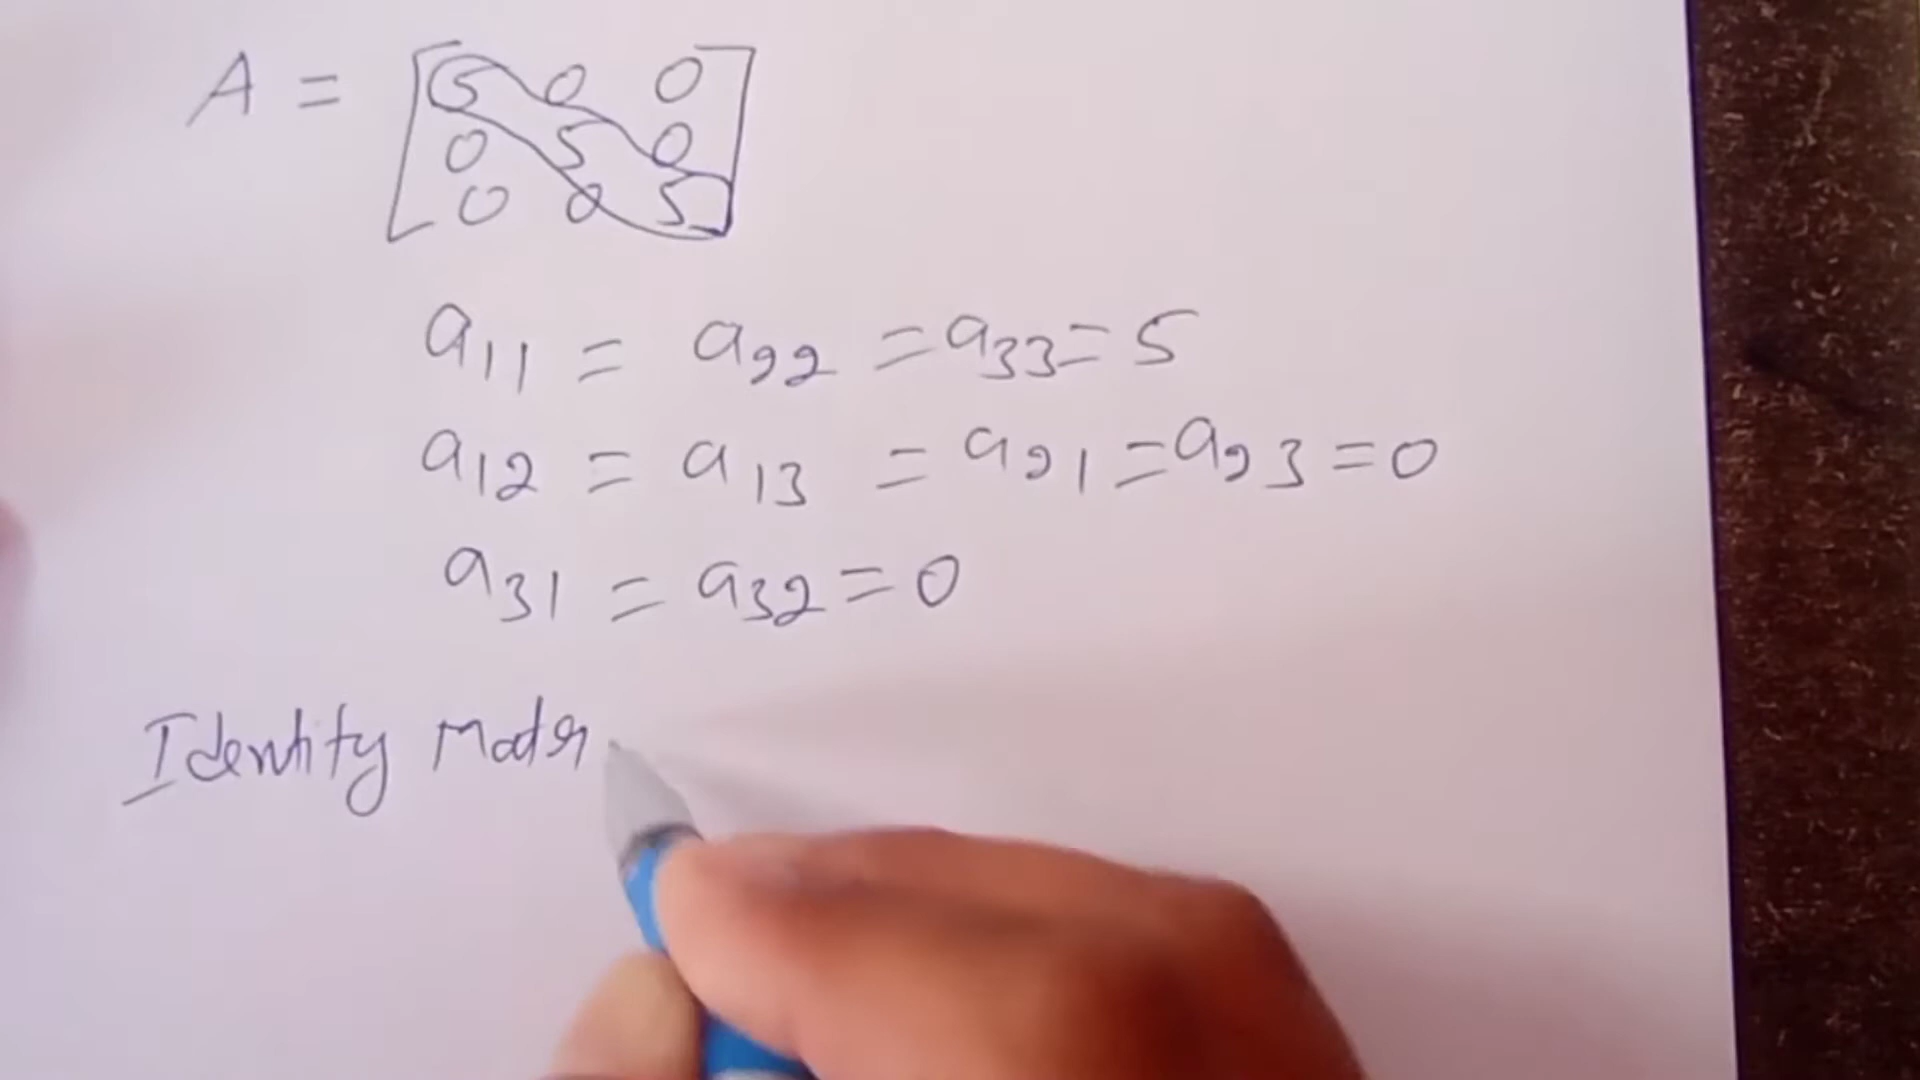 A = [5 0 0
0 5 0
0 0 5]
a11 = a22 = a33 = 5
a12 = a13 = a21 = a23 = 0
a31 = a32 = 0
Identity Matr